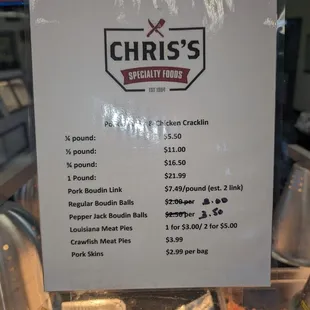 CHRIS'S
SPECIALTY FOODS
& Chicken Cracklin
¼ pound: $5.50
½ pound: $11.00
¾ pound: $16.50
1 Pound: $21.99
Pork Boudin Link $7.49/pound (est. 2 link)
Regular Boudin Balls $2.00 per 3.00
Pepper Jack Boudin Balls $2.50 per 3.50
Louisiana Meat Pies 1 for $3.00/ 2 for $5.00
Crawfish Meat Pies $3.99
Pork Skins $2.99 per bag